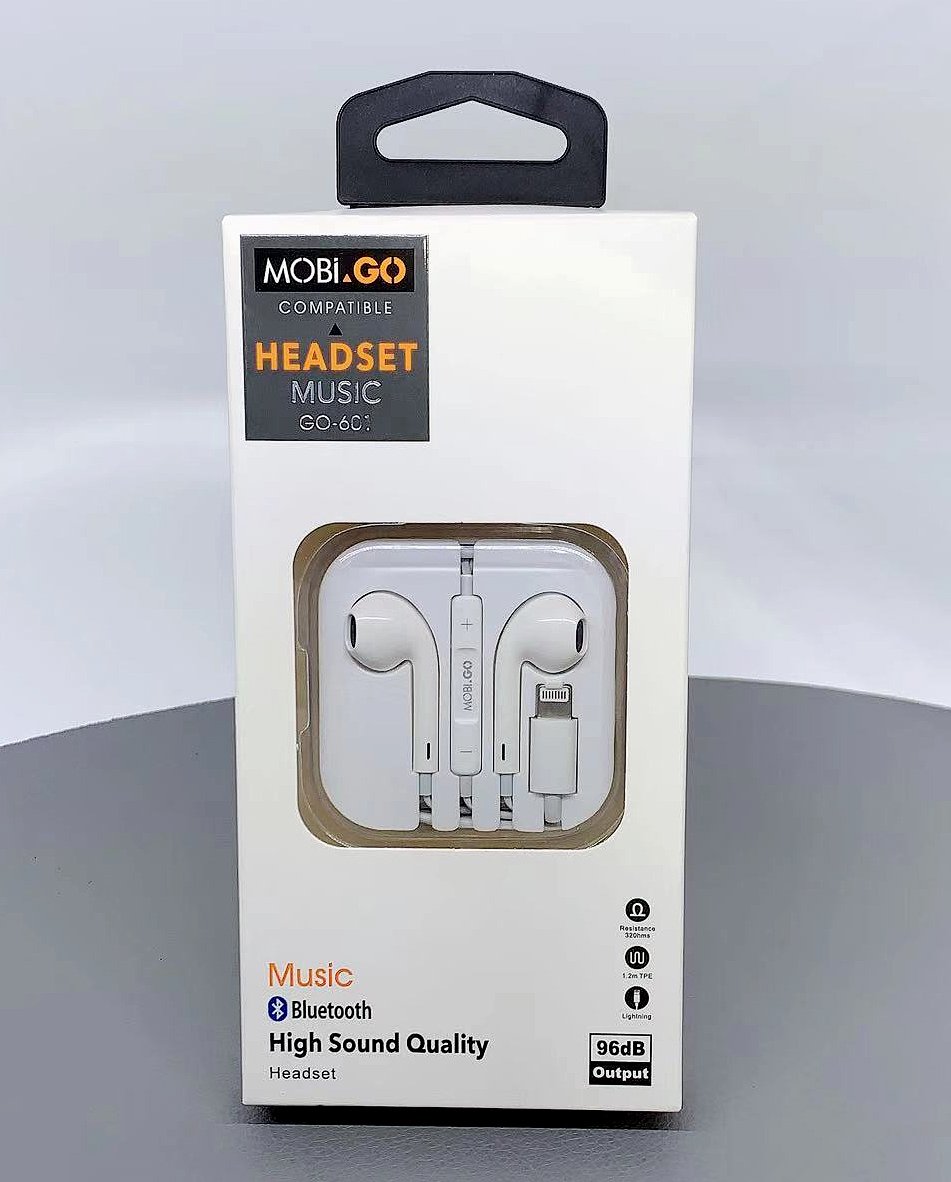 MOBi.GO
COMPATIBLE
HEADSET
MUSIC
GO-601
+
MOBI.GO
−
Resistance
32Ohms
1.2m TPE
Lightning
Music
Bluetooth
High Sound Quality
Headset
96dB
Output